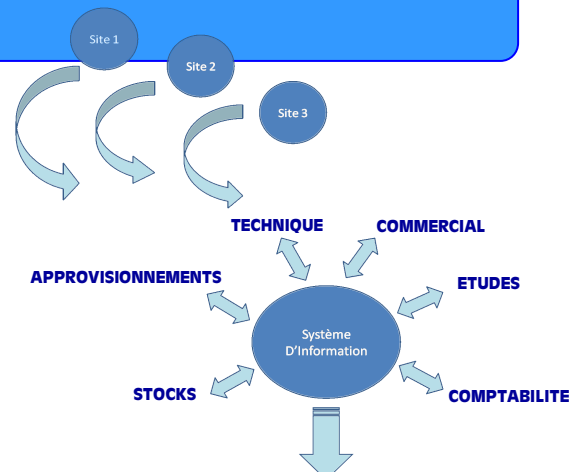 Site 1
Site 2
Site 3
TECHNIQUE
COMMERCIAL
APPROVISIONNEMENTS
ETUDES
Système
D'Information
STOCKS
COMPTABILITE